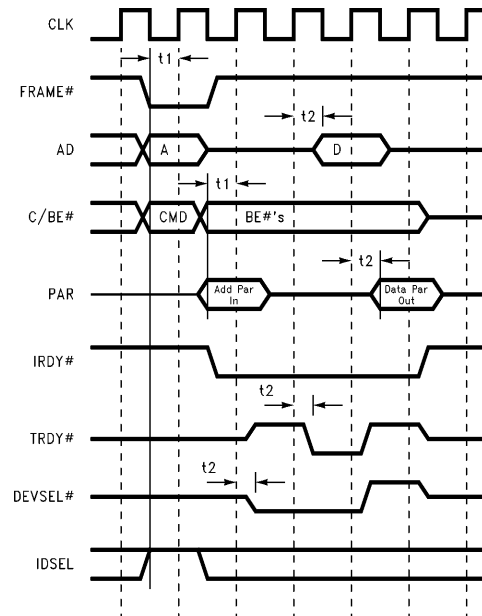 CLK
t1
FRAME#
t2
AD
A
D
t1
C/BE#
CMD
BE#'s
t2
PAR
Add Par
In
Data Par
Out
IRDY#
t2
TRDY#
t2
DEVSEL#
IDSEL